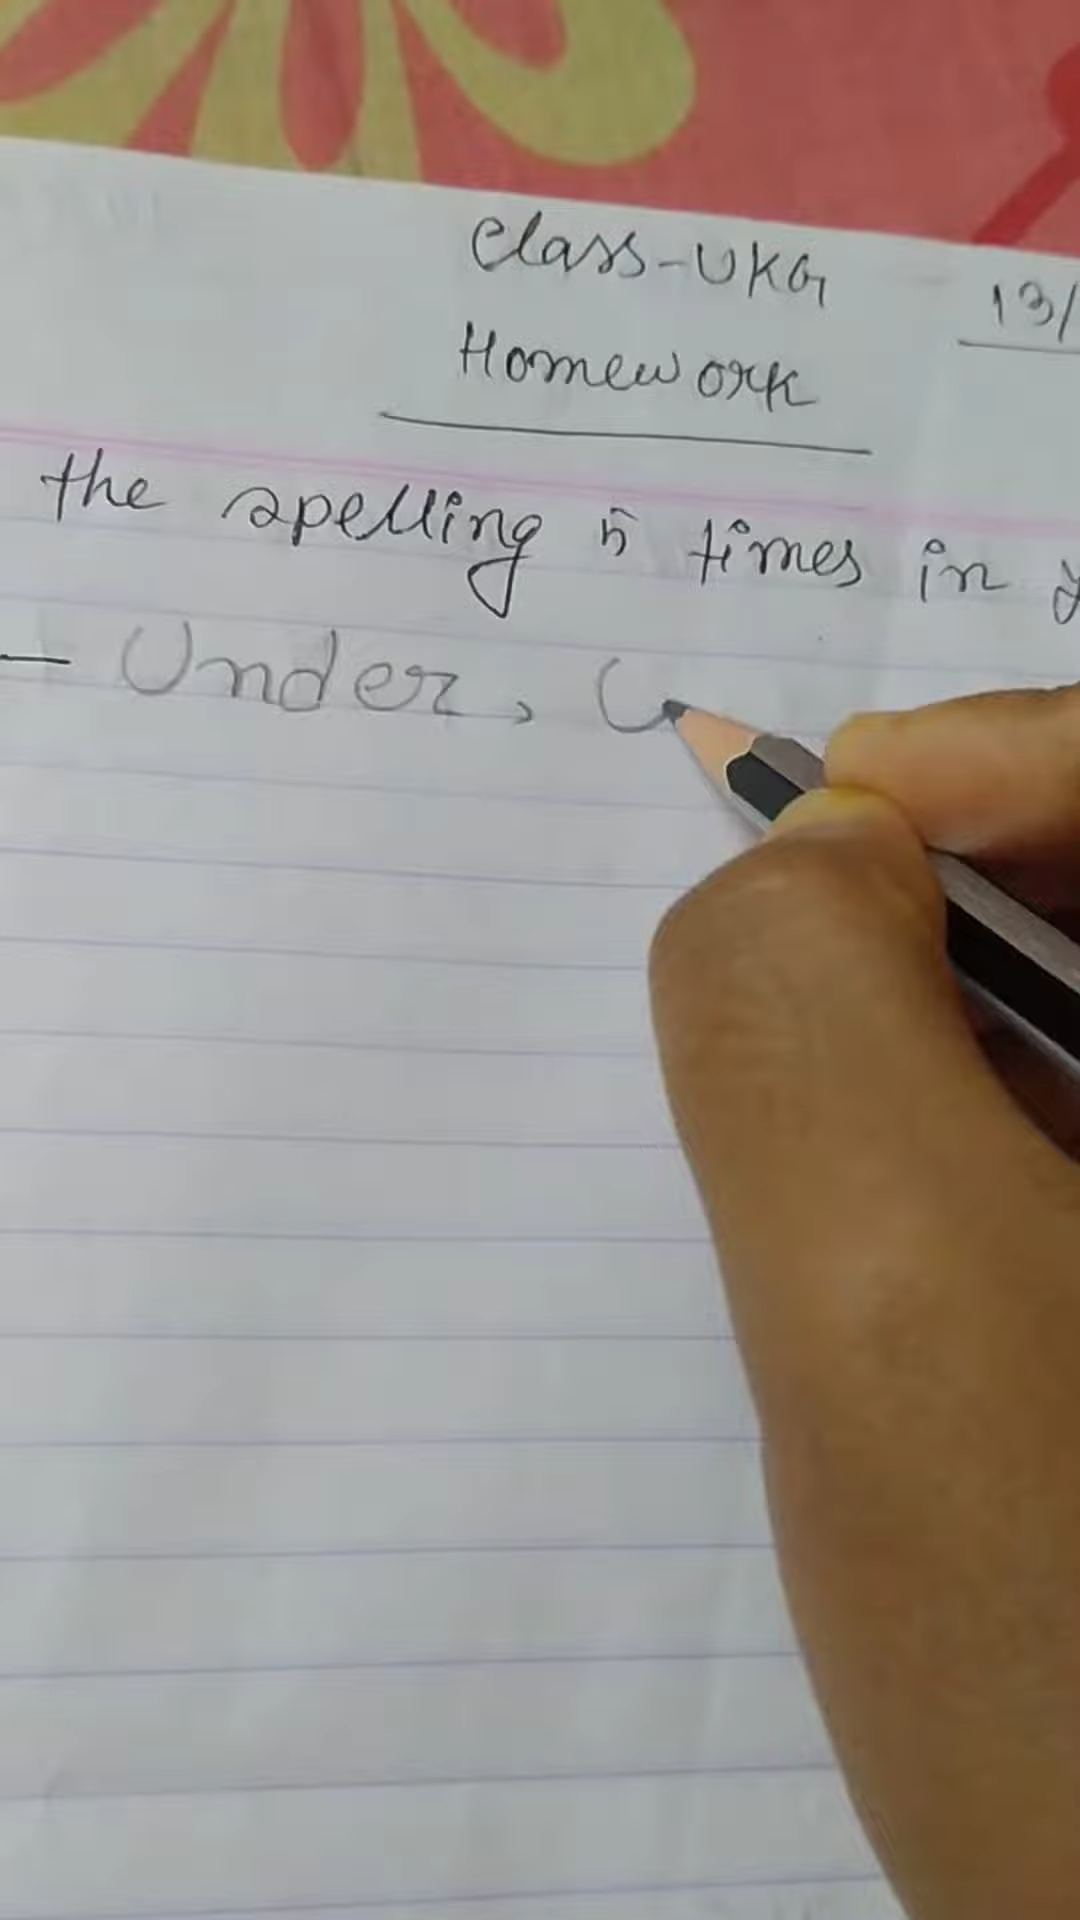 Class-UKG
Homework
13/
the spelling 5 times in y
- Under, U